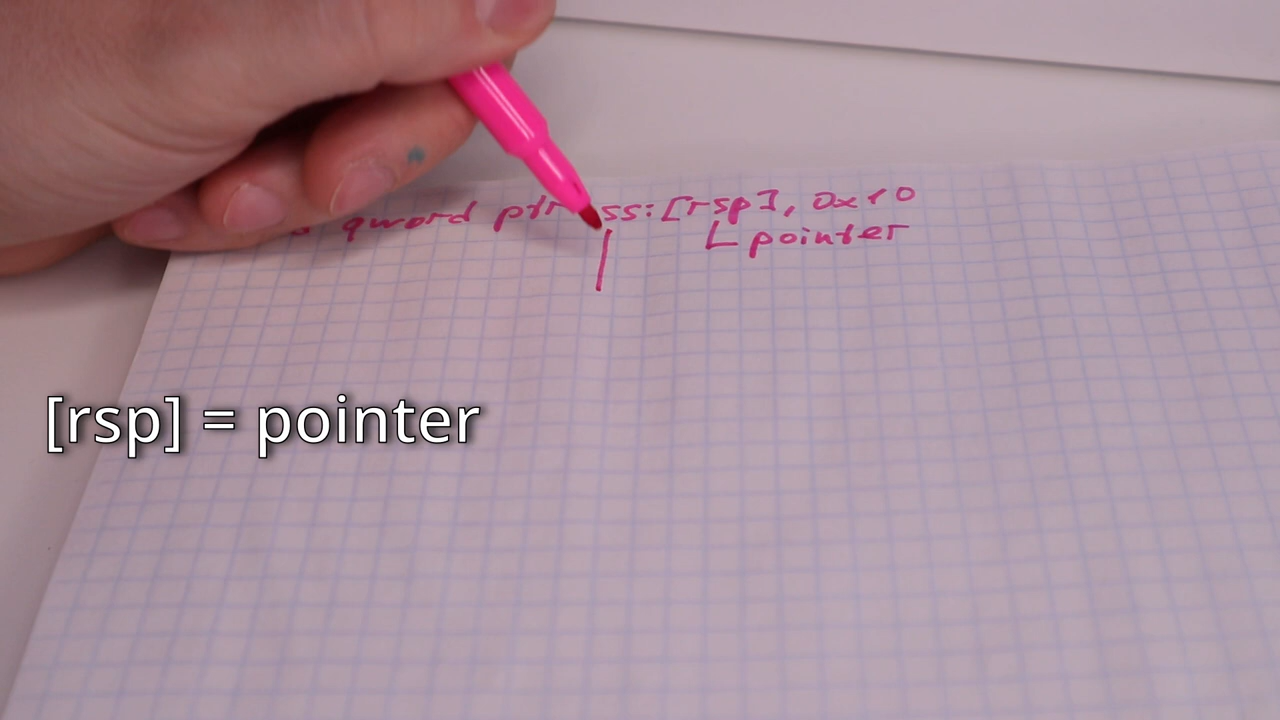 qword ptr ss:[rsp], 0x10
pointer
[rsp] = pointer